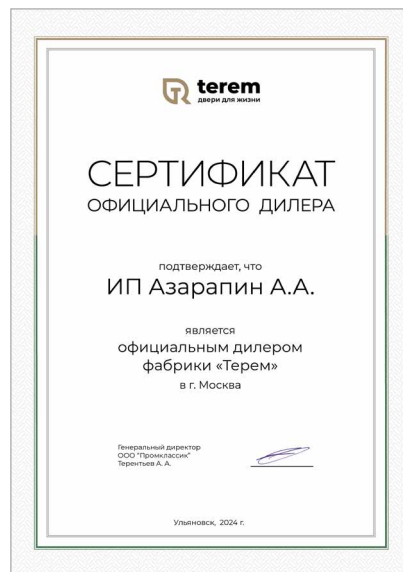 terem
двери для жизни
СЕРТИФИКАТ
ОФИЦИАЛЬНОГО ДИЛЕРА
подтверждает, что
ИП Азарапин А.А.
является
официальным дилером
фабрики «Терем»
в г. Москва
Генеральный директор
ООО "Промклассик"
Терентьев А. А.
Ульяновск, 2024 г.